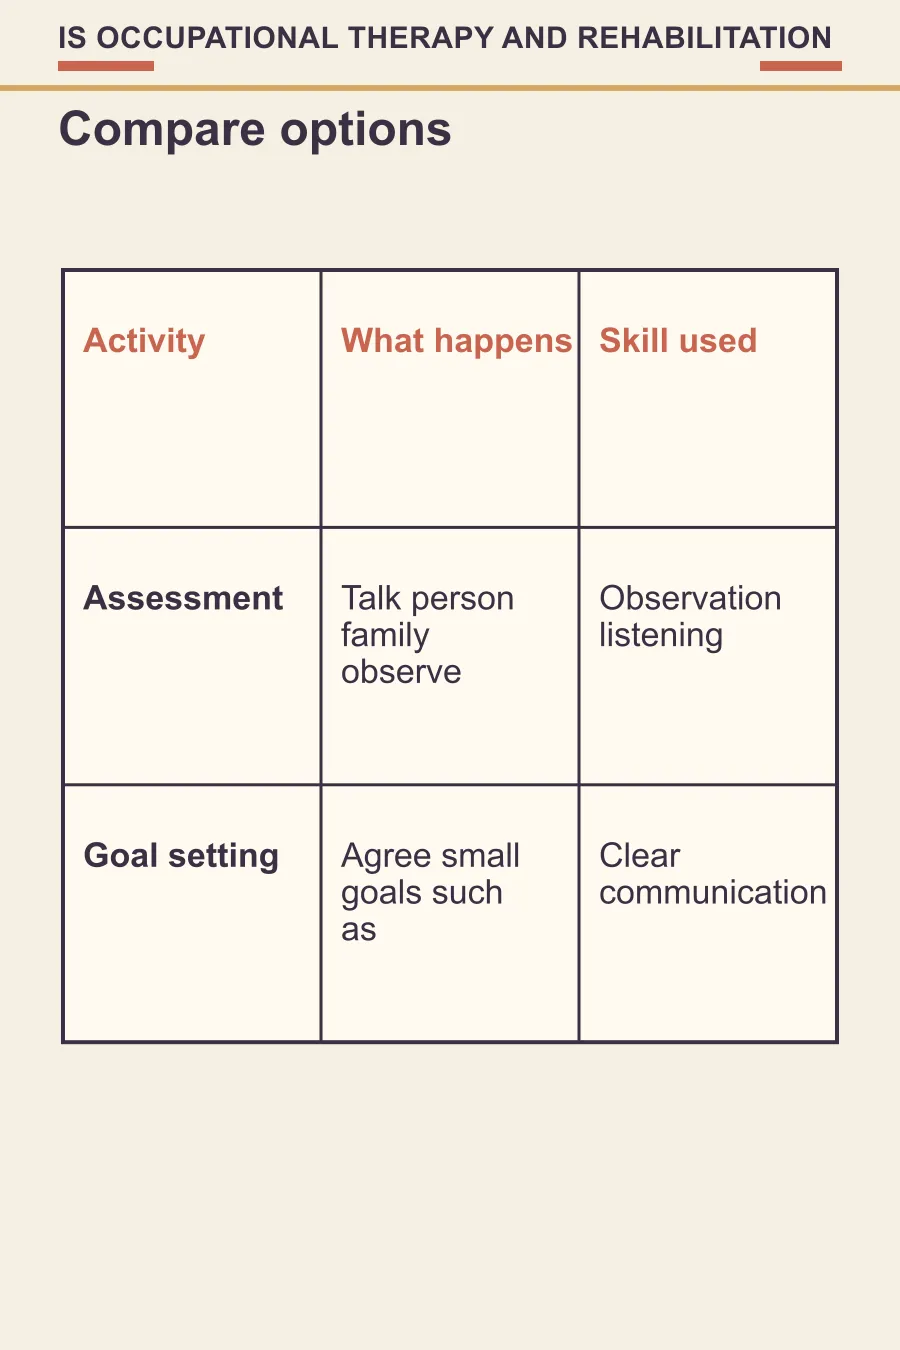 IS OCCUPATIONAL THERAPY AND REHABILITATION
Compare options
Activity
What happens
Skill used
Assessment
Talk person
family
observe
Observation
listening
Goal setting
Agree small
goals such
as
Clear
communication